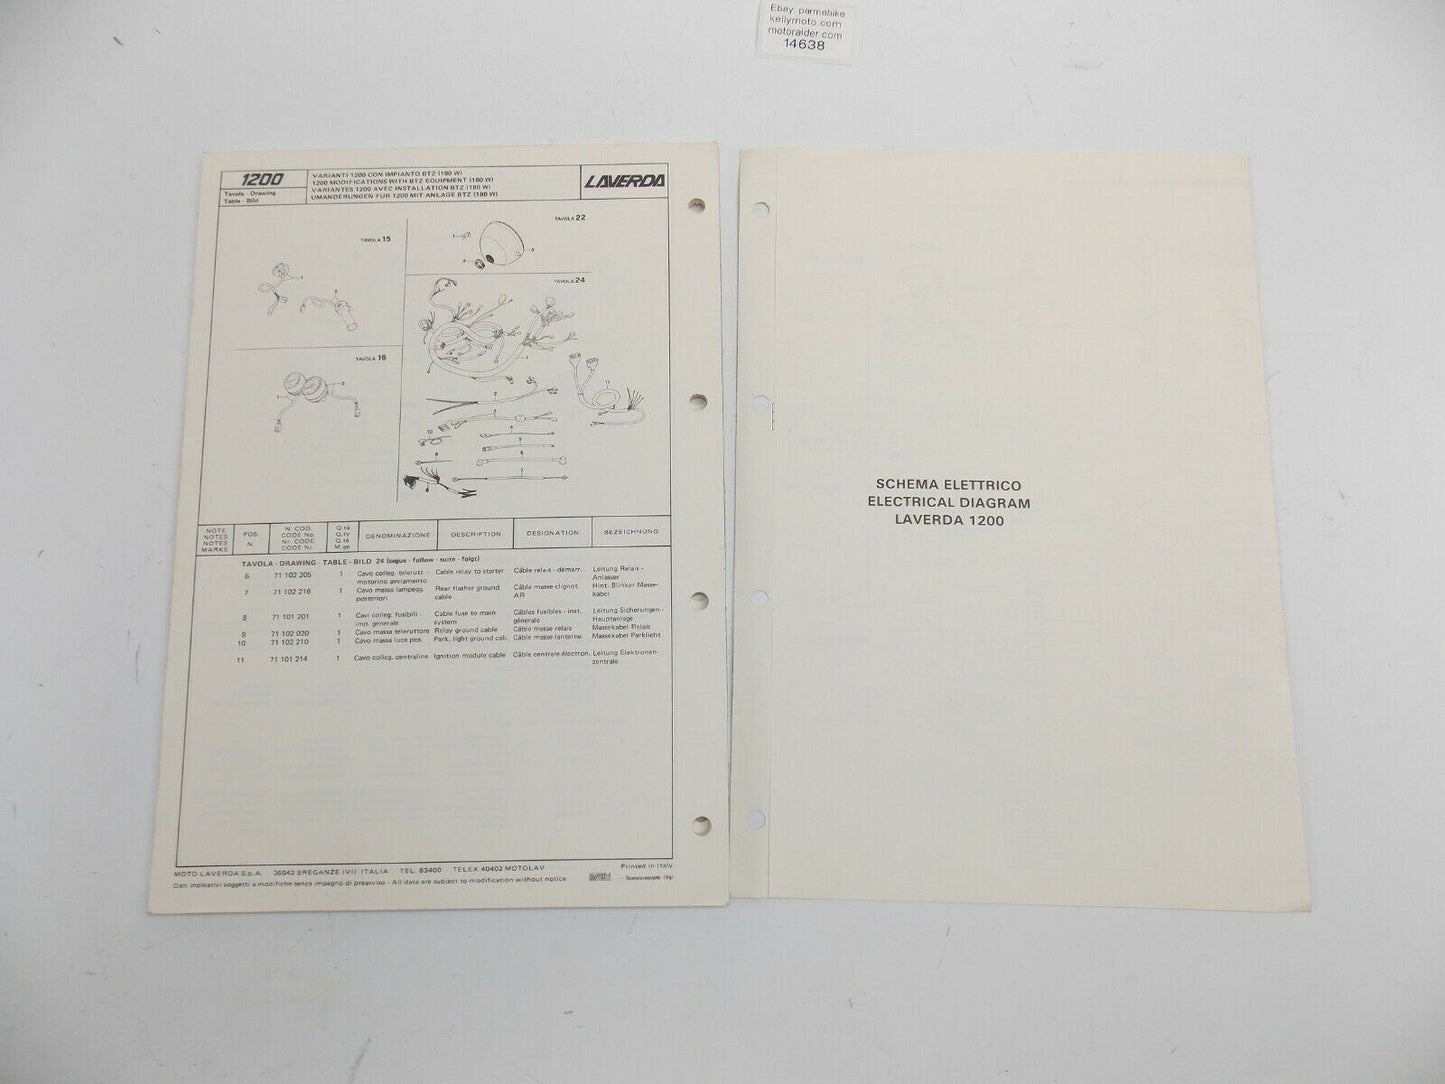 Ebay: parmabike
kellymoto.com
motoraider.com
14638
1200
Tavola - Drawing
Table - Bild
VARIANTI 1200 CON IMPIANTO BTZ (180 W)
1200 MODIFICATIONS WITH BTZ EQUIPMENT (180 W)
VARIANTES 1200 AVEC INSTALLATION BTZ (180 W)
UMANDERUNGEN FUR 1200 MIT ANLAGE BTZ (180 W)
LAVERDA
TAVOLA 15
TAVOLA 22
TAVOLA 24
TAVOLA 16
NOTE NOTES NOTES MARKE
POS. N.
N. COD. CODE No. Nr. CODE CODE Nr.
Q.tà Q.ty Q.té M.ge
DENOMINAZIONE
DESCRIPTION
DESIGNATION
BEZEICHNUNG
TAVOLA - DRAWING - TABLE - BILD 24 (segue - follow - suite - folgt)
6 71 102 205 1 Cavo colleg. telerutt. - motorino avviamento Cable relay to starter Câble relais - démarr. Leitung Relais - Anlasser
7 71 102 216 1 Cavo massa lampegg. posteriori Rear flasher ground cable Câble masse clignot. AR Hint. Blinker Masse-kabel
8 71 101 201 1 Cavi colleg. fusibili - imp. generale Cable fuse to main system Câbles fusibles - inst. génerale Leitung Sicherungen - Hauptanlage
9 71 102 020 1 Cavo massa teleruttore Relay ground cable Câble masse relais Massekabel Relais
10 71 102 210 1 Cavo massa luce pos. Park. light ground cab. Câble masse lanterne Massekabel Parklicht
11 71 101 214 1 Cavo colleg. centraline Ignition module cable Câble centrale électron. Leitung Elektronen-zentrale
MOTO LAVERDA S.p.A. - 36042 BREGANZE (VI) ITALIA - TEL. 83400 - TELEX 40402 MOTOLAV
Printed in Italy
Dati indicativi soggetti a modifiche senza impegno di preavviso - All data are subject to modification without notice
SCHEMA ELETTRICO
ELECTRICAL DIAGRAM
LAVERDA 1200